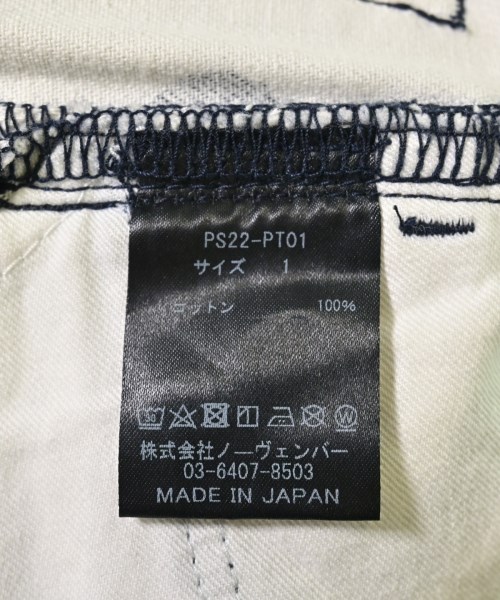 PS22-PT01
サイズ 1
コットン 100%
株式会社ノーヴェンバー
03-6407-8503
MADE IN JAPAN